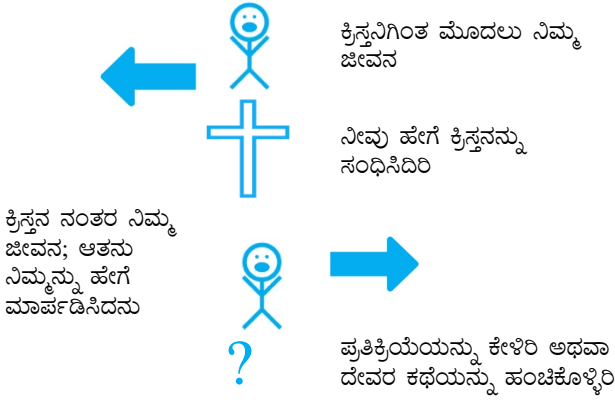 ಕ್ರಿಸ್ತನಿಗಿಂತ ಮೊದಲು ನಿಮ್ಮ
ಜೀವನ
ನೀವು ಹೇಗೆ ಕ್ರಿಸ್ತನನ್ನು
ಸಂಧಿಸಿದಿರಿ
ಕ್ರಿಸ್ತನ ನಂತರ ನಿಮ್ಮ
ಜೀವನ; ಆತನು
ನಿಮ್ಮನ್ನು ಹೇಗೆ
ಮಾರ್ಪಡಿಸಿದನು
?
ಪ್ರತಿಕ್ರಿಯೆಯನ್ನು ಕೇಳಿರಿ ಅಥವಾ
ದೇವರ ಕಥೆಯನ್ನು ಹಂಚಿಕೊಳ್ಳಿರಿ